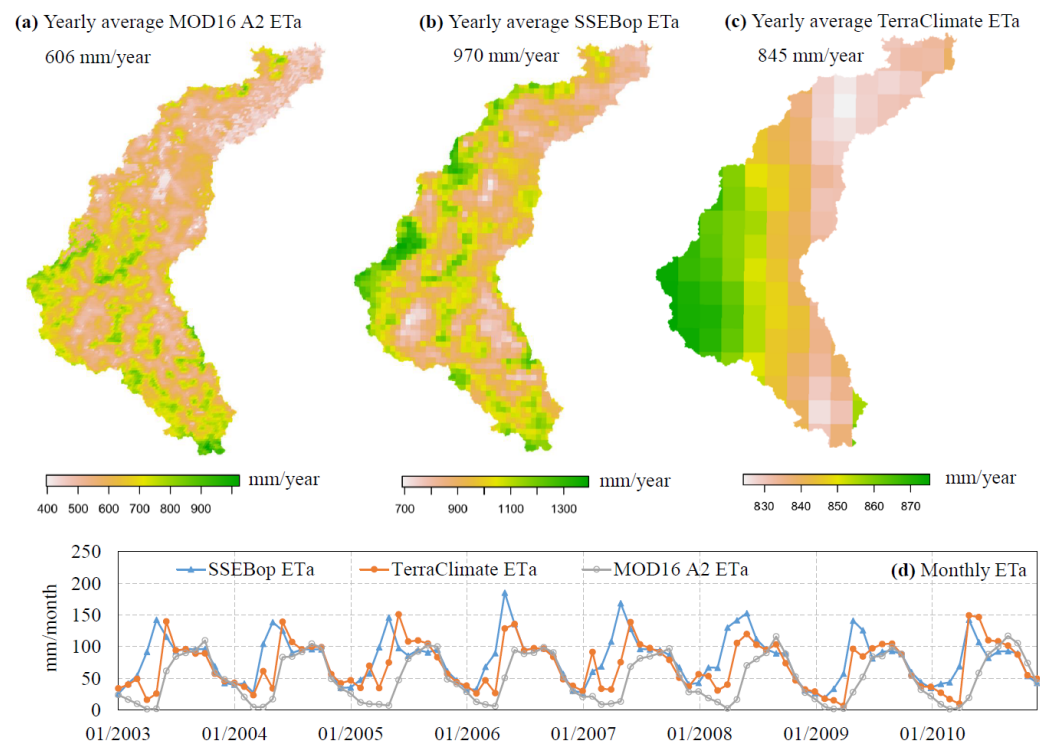 (a) Yearly average MOD16 A2 ETa
606 mm/year
(b) Yearly average SSEBop ETa
970 mm/year
(c) Yearly average TerraClimate ETa
845 mm/year
400 500 600 700 800 900
mm/year
700 900 1100 1300
mm/year
830 840 850 860 870
mm/year
(d) Monthly ETa
SSEBop ETa
TerraClimate ETa
MOD16 A2 ETa
mm/month
250
200
150
100
50
0
01/2003 01/2004 01/2005 01/2006 01/2007 01/2008 01/2009 01/2010